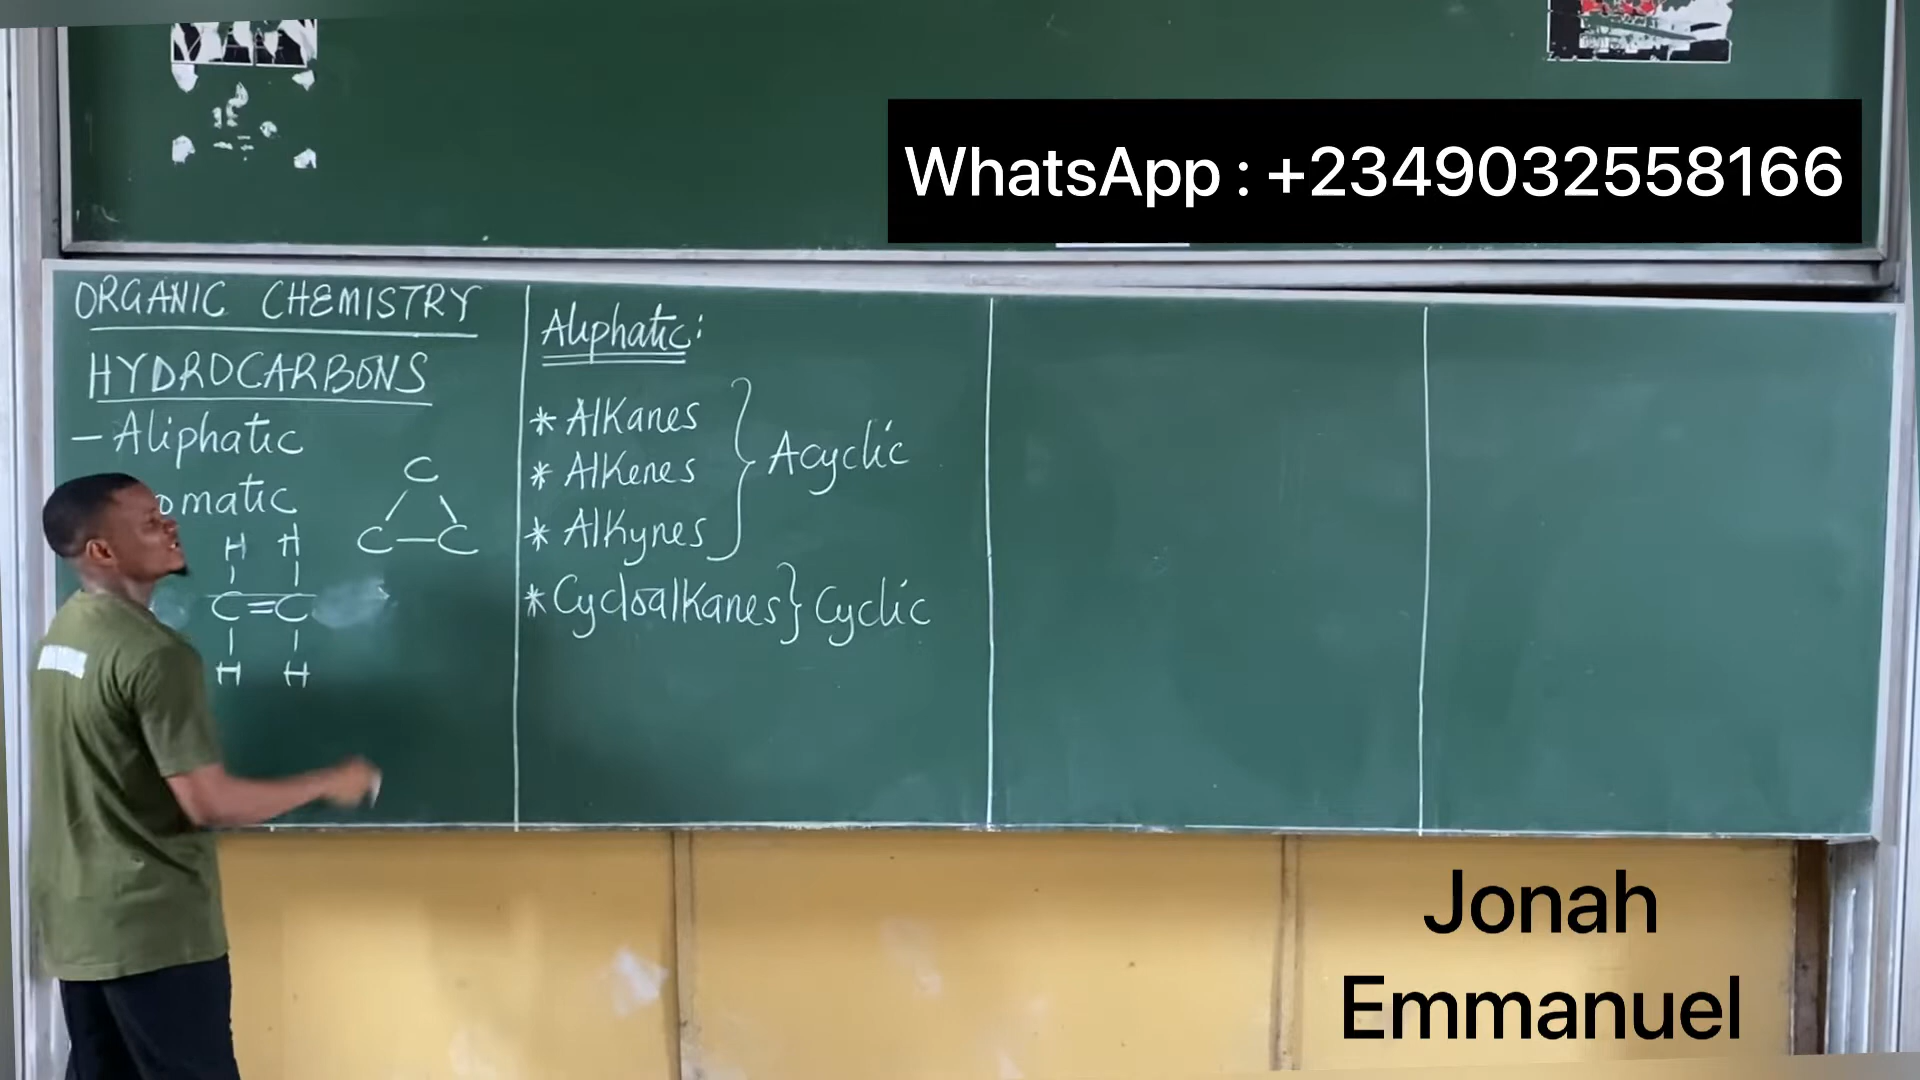 WhatsApp : +2349032558166
ORGANIC CHEMISTRY
HYDROCARBONS
- Aliphatic
omatic
C
C - C
H H
C = C
H H
Aliphatic:
* Alkanes
* Alkenes
* Alkynes
} Acyclic
* Cycloalkanes } Cyclic
Jonah
Emmanuel